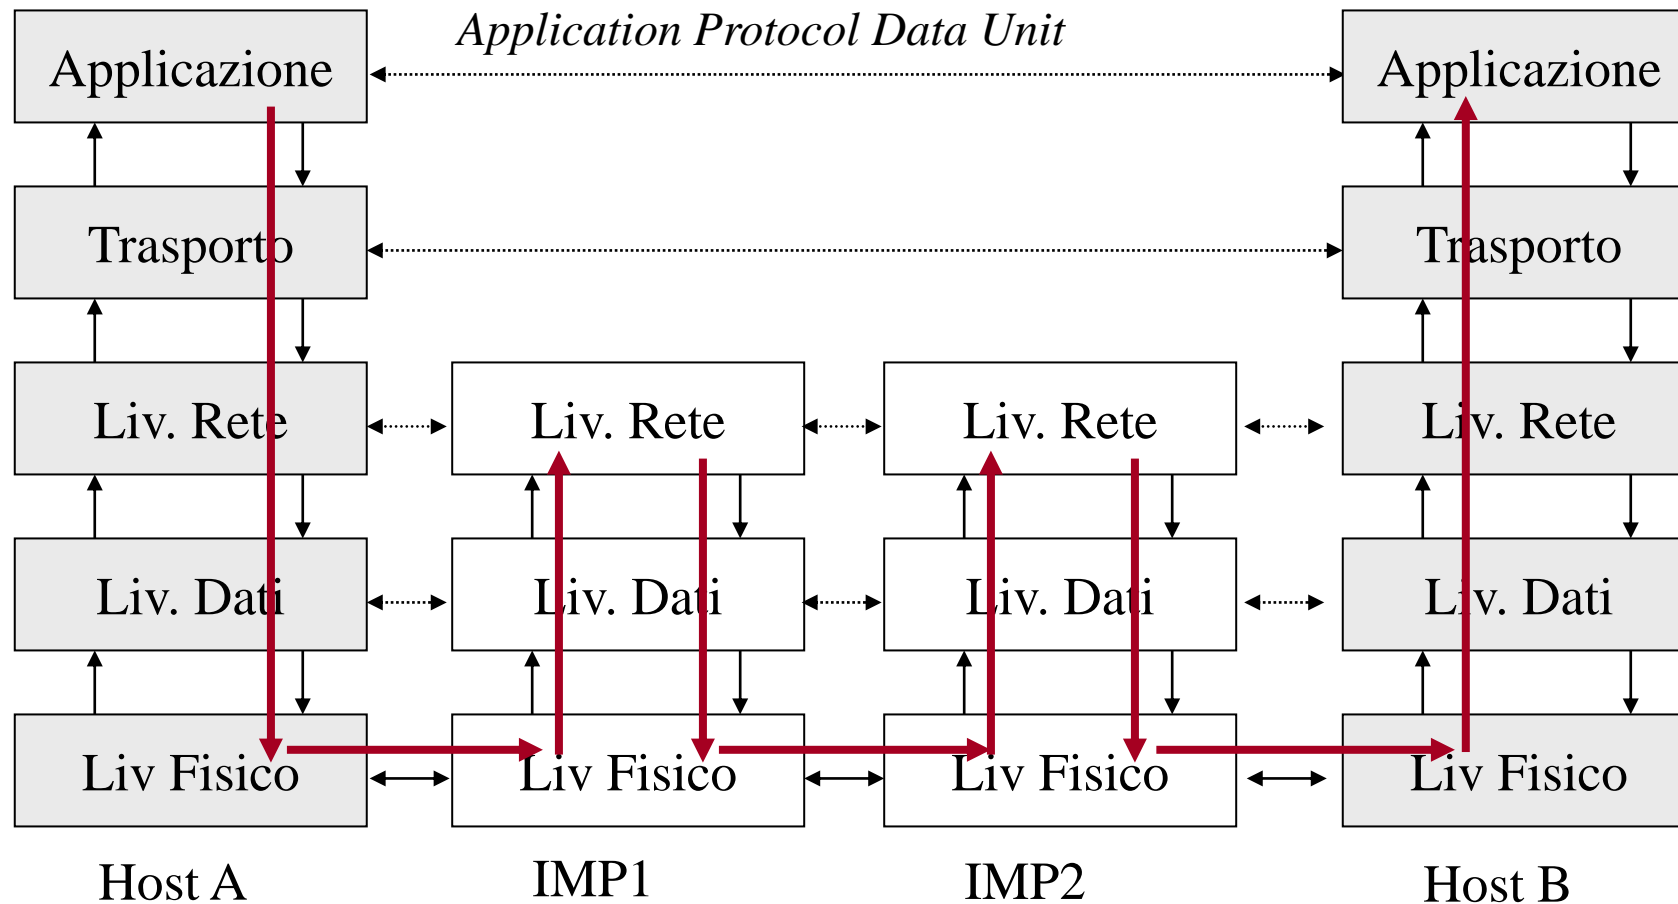 Application Protocol Data Unit
Applicazione
Applicazione
Trasporto
Trasporto
Liv. Rete
Liv. Rete
Liv. Rete
Liv. Rete
Liv. Dati
Liv. Dati
Liv. Dati
Liv. Dati
Liv Fisico
Liv Fisico
Liv Fisico
Liv Fisico
Host A
IMP1
IMP2
Host B